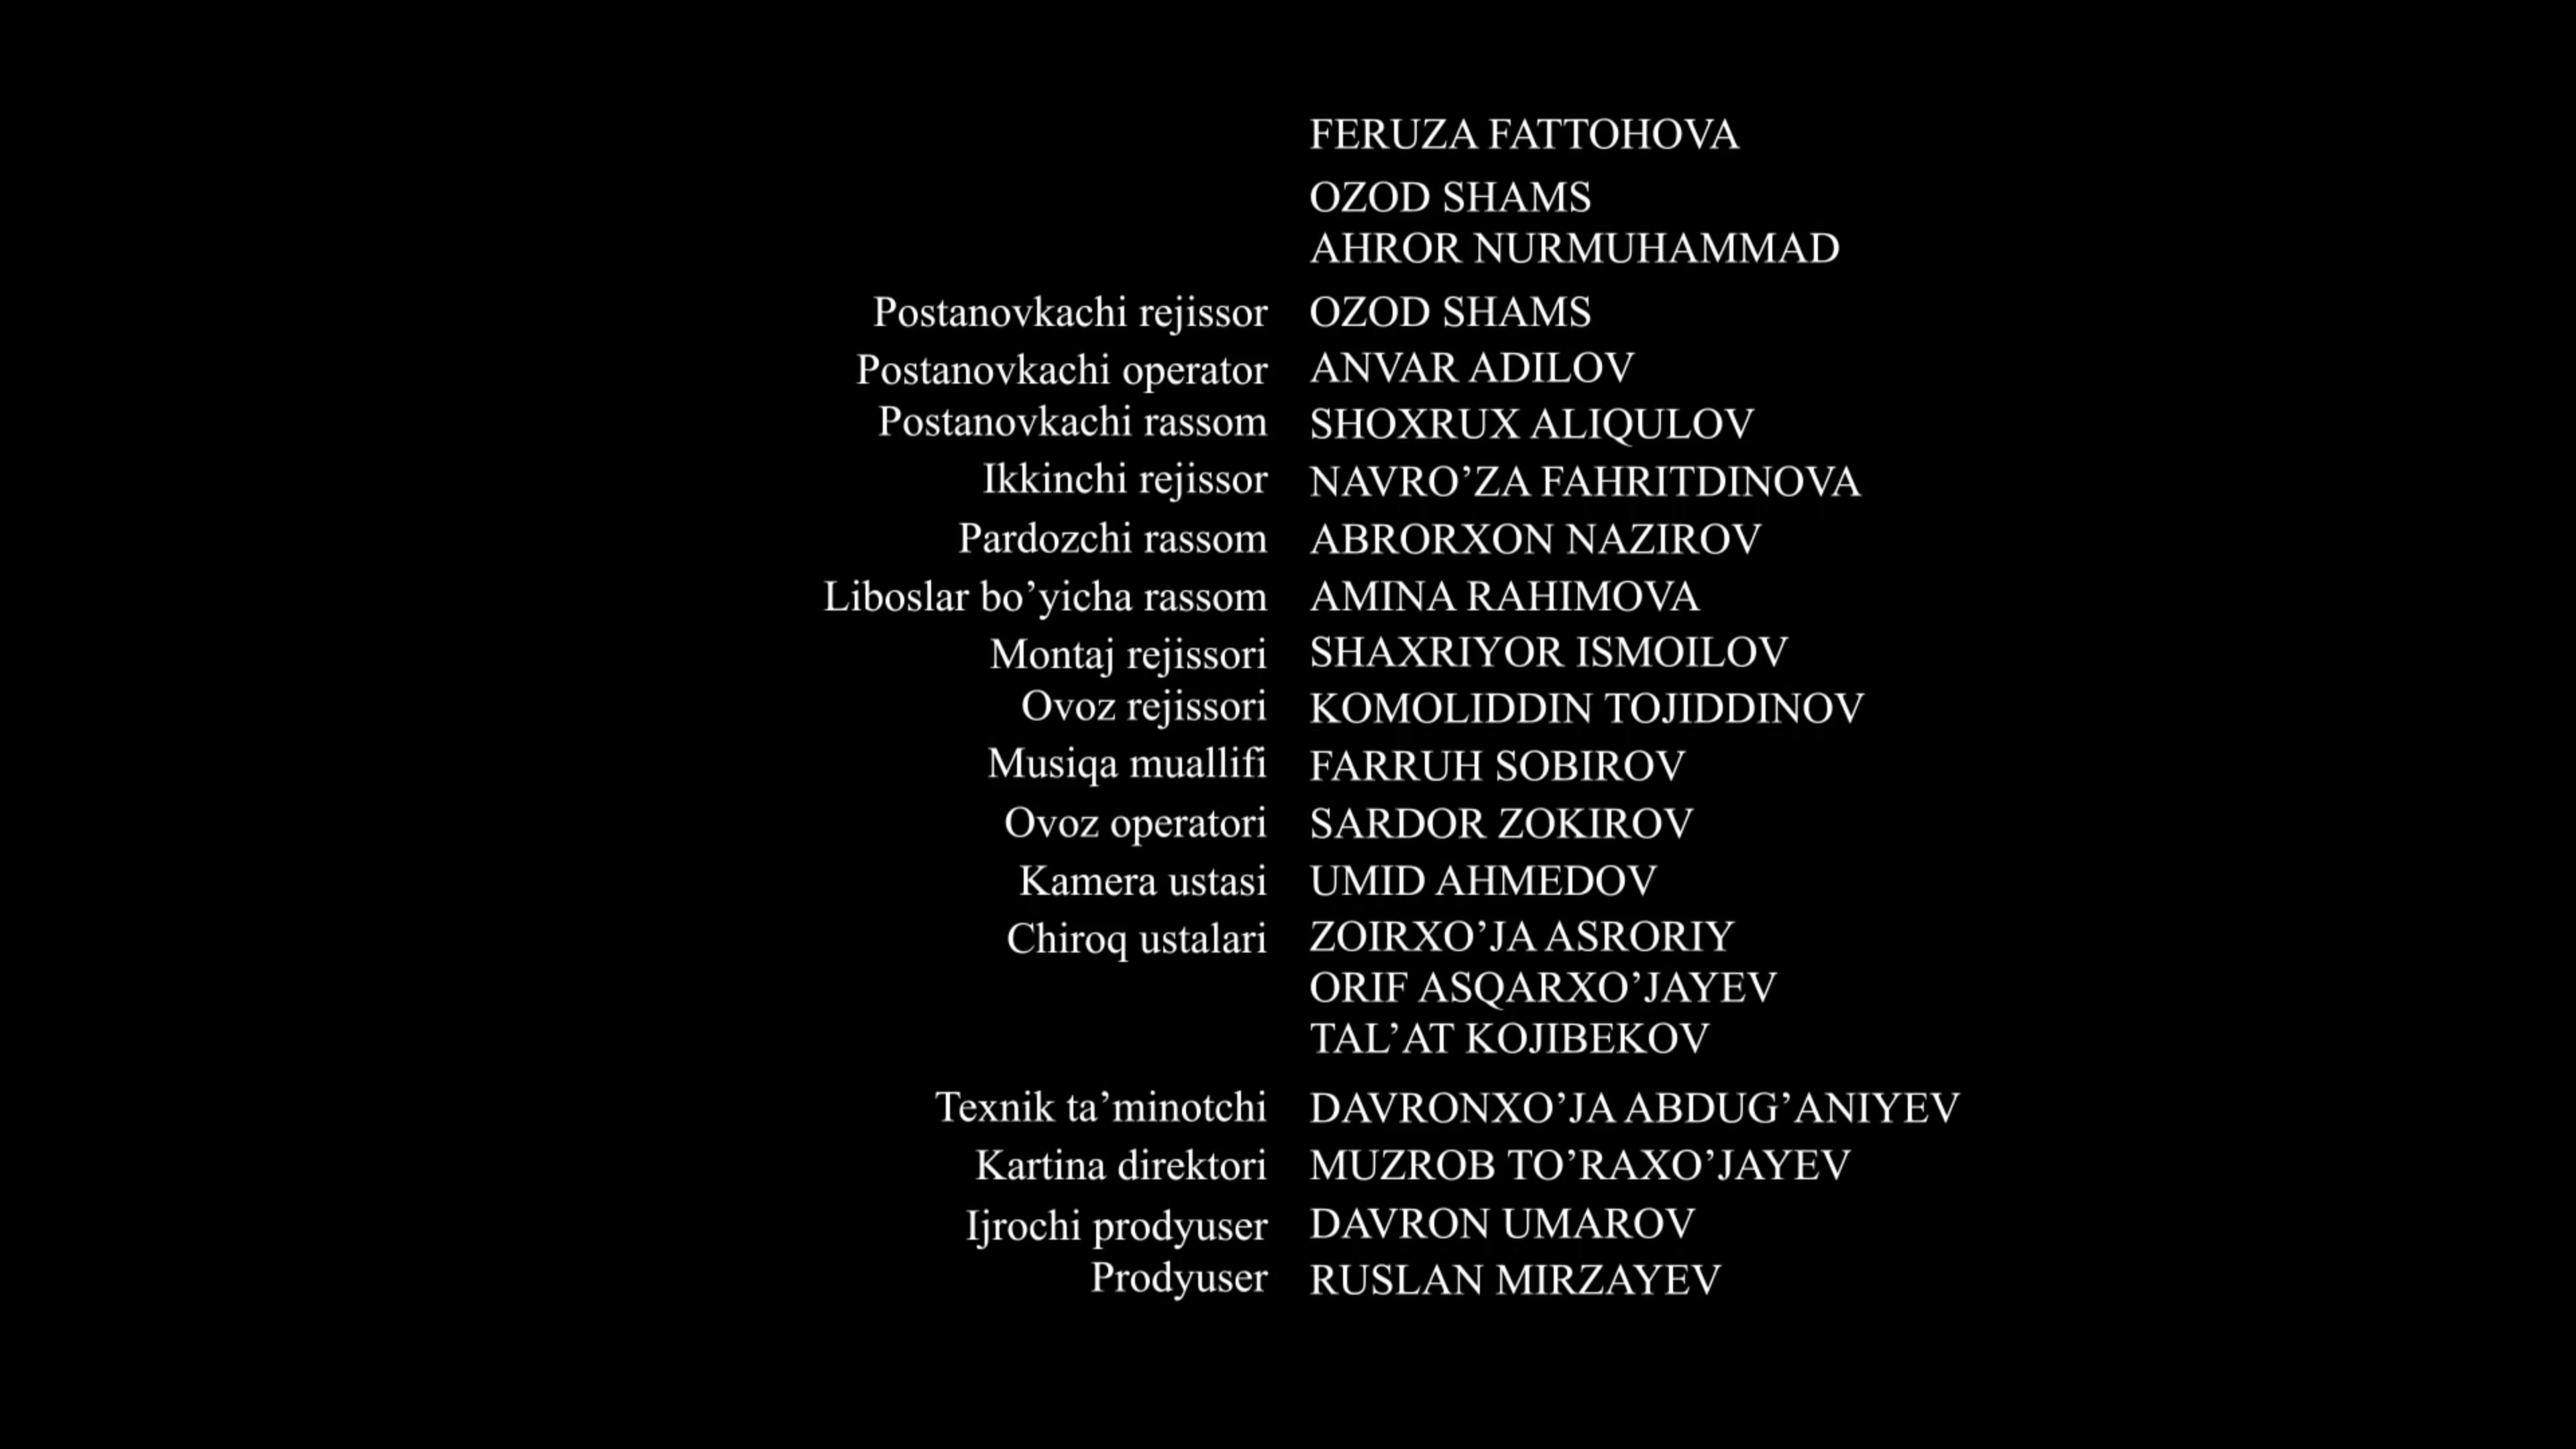 FERUZA FATTOHOVA
OZOD SHAMS
AHROR NURMUHAMMAD
Postanovkachi rejissor OZOD SHAMS
Postanovkachi operator ANVAR ADILOV
Postanovkachi rassom SHOXRUX ALIQULOV
Ikkinchi rejissor NAVRO’ZA FAHRITDINOVA
Pardozchi rassom ABRORXON NAZIROV
Liboslar bo’yicha rassom AMINA RAHIMOVA
Montaj rejissori SHAXRIYOR ISMOILOV
Ovoz rejissori KOMOLIDDIN TOJIDDINOV
Musiqa muallifi FARRUH SOBIROV
Ovoz operatori SARDOR ZOKIROV
Kamera ustasi UMID AHMEDOV
Chiroq ustalari ZOIRXO’JA ASRORIY
ORIF ASQARXO’JAYEV
TAL’AT KOJIBEKOV
Texnik ta’minotchi DAVRONXO’JA ABDUG’ANIYEV
Kartina direktori MUZROB TO’RAXO’JAYEV
Ijrochi prodyuser DAVRON UMAROV
Prodyuser RUSLAN MIRZAYEV